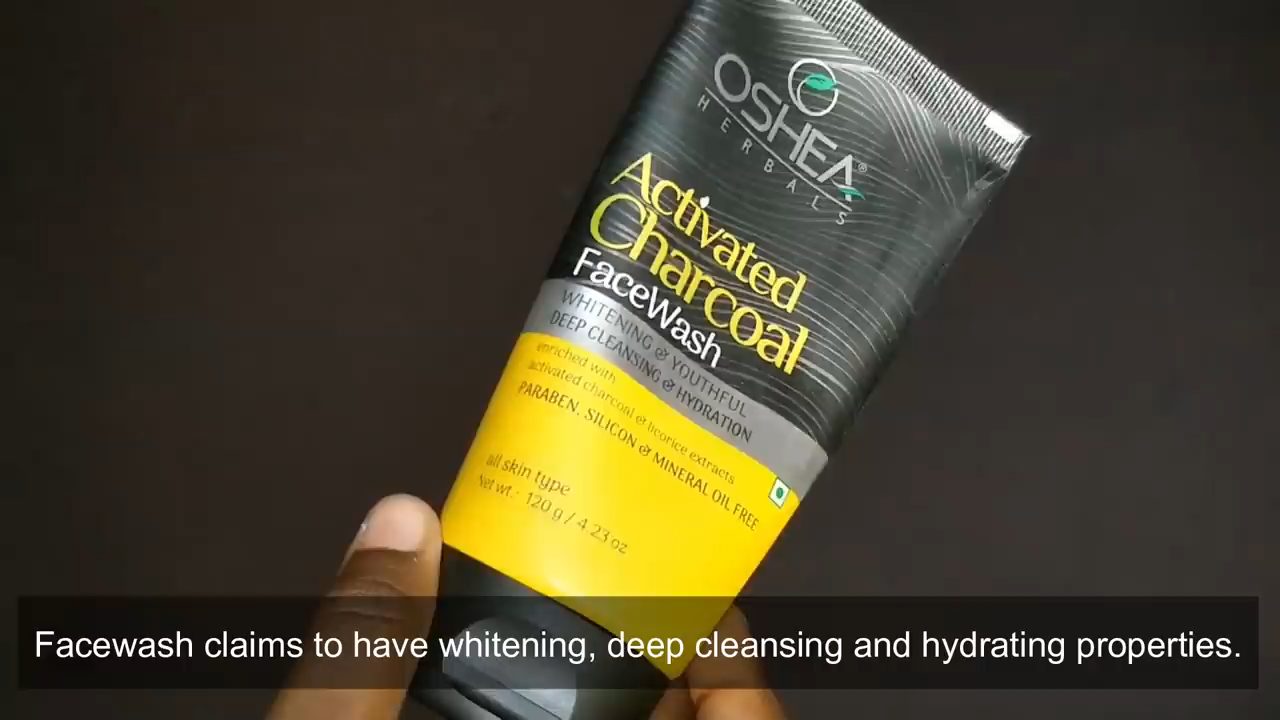 OSHEA®
HERBALS
Activated
Charcoal
FaceWash
WHITENING & YOUTHFUL
DEEP CLEANSING & HYDRATION
enriched with
activated charcoal & licorice extracts
PARABEN, SILICON & MINERAL OIL FREE
all skin type
Net wt.: 120 g / 4.23 oz
Facewash claims to have whitening, deep cleansing and hydrating properties.